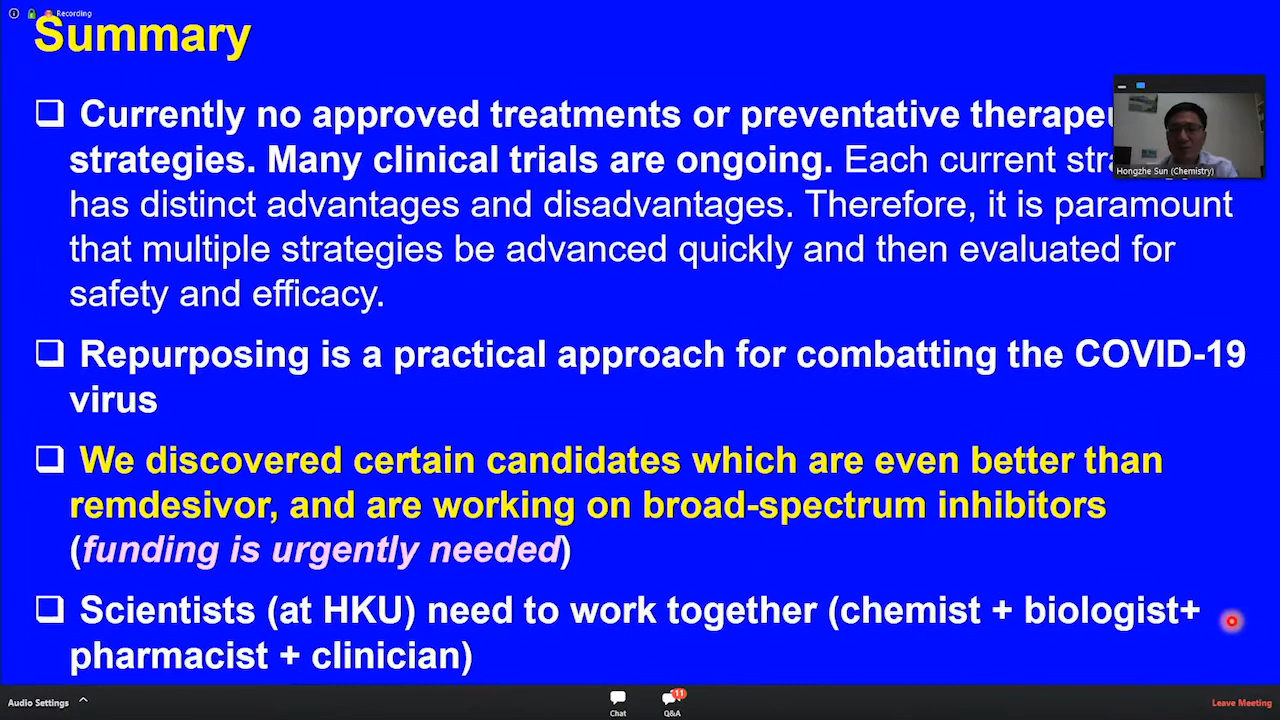 Recording
Summary
Currently no approved treatments or preventative
strategies. Many clinical trials are ongoing. Each current
has distinct advantages and disadvantages. Therefore, it is paramount
that multiple strategies be advanced quickly and then evaluated for
safety and efficacy.
Repurposing is a practical approach for combatting the COVID-19
virus
We discovered certain candidates which are even better than
remdesivor, and are working on broad-spectrum inhibitors
(funding is urgently needed)
Scientists (at HKU) need to work together (chemist + biologist+
pharmacist + clinician)
Hongzhe Sun (Chemistry)
Audio Settings
Chat
11
Q&A
Leave Meeting